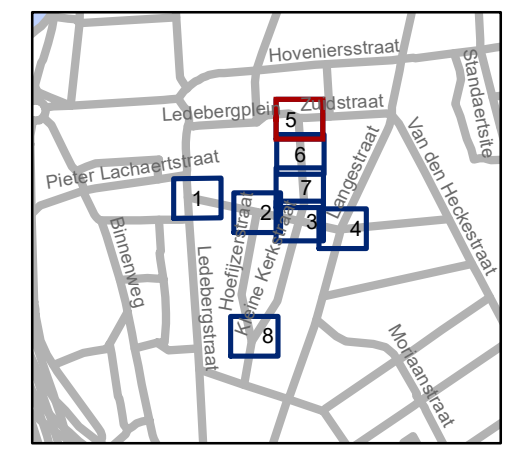 Hoveniersstraat
Standaertsite
Ledebergplein
Zuidstraat
5
Van den Heckestraat
Langestraat
6
Pieter Lachaertstraat
7
1
2
3
4
Binnenweg
Ledebergstraat
Hoefijzerstraat
Kleine Kerkstraat
8
Moriaanstraat